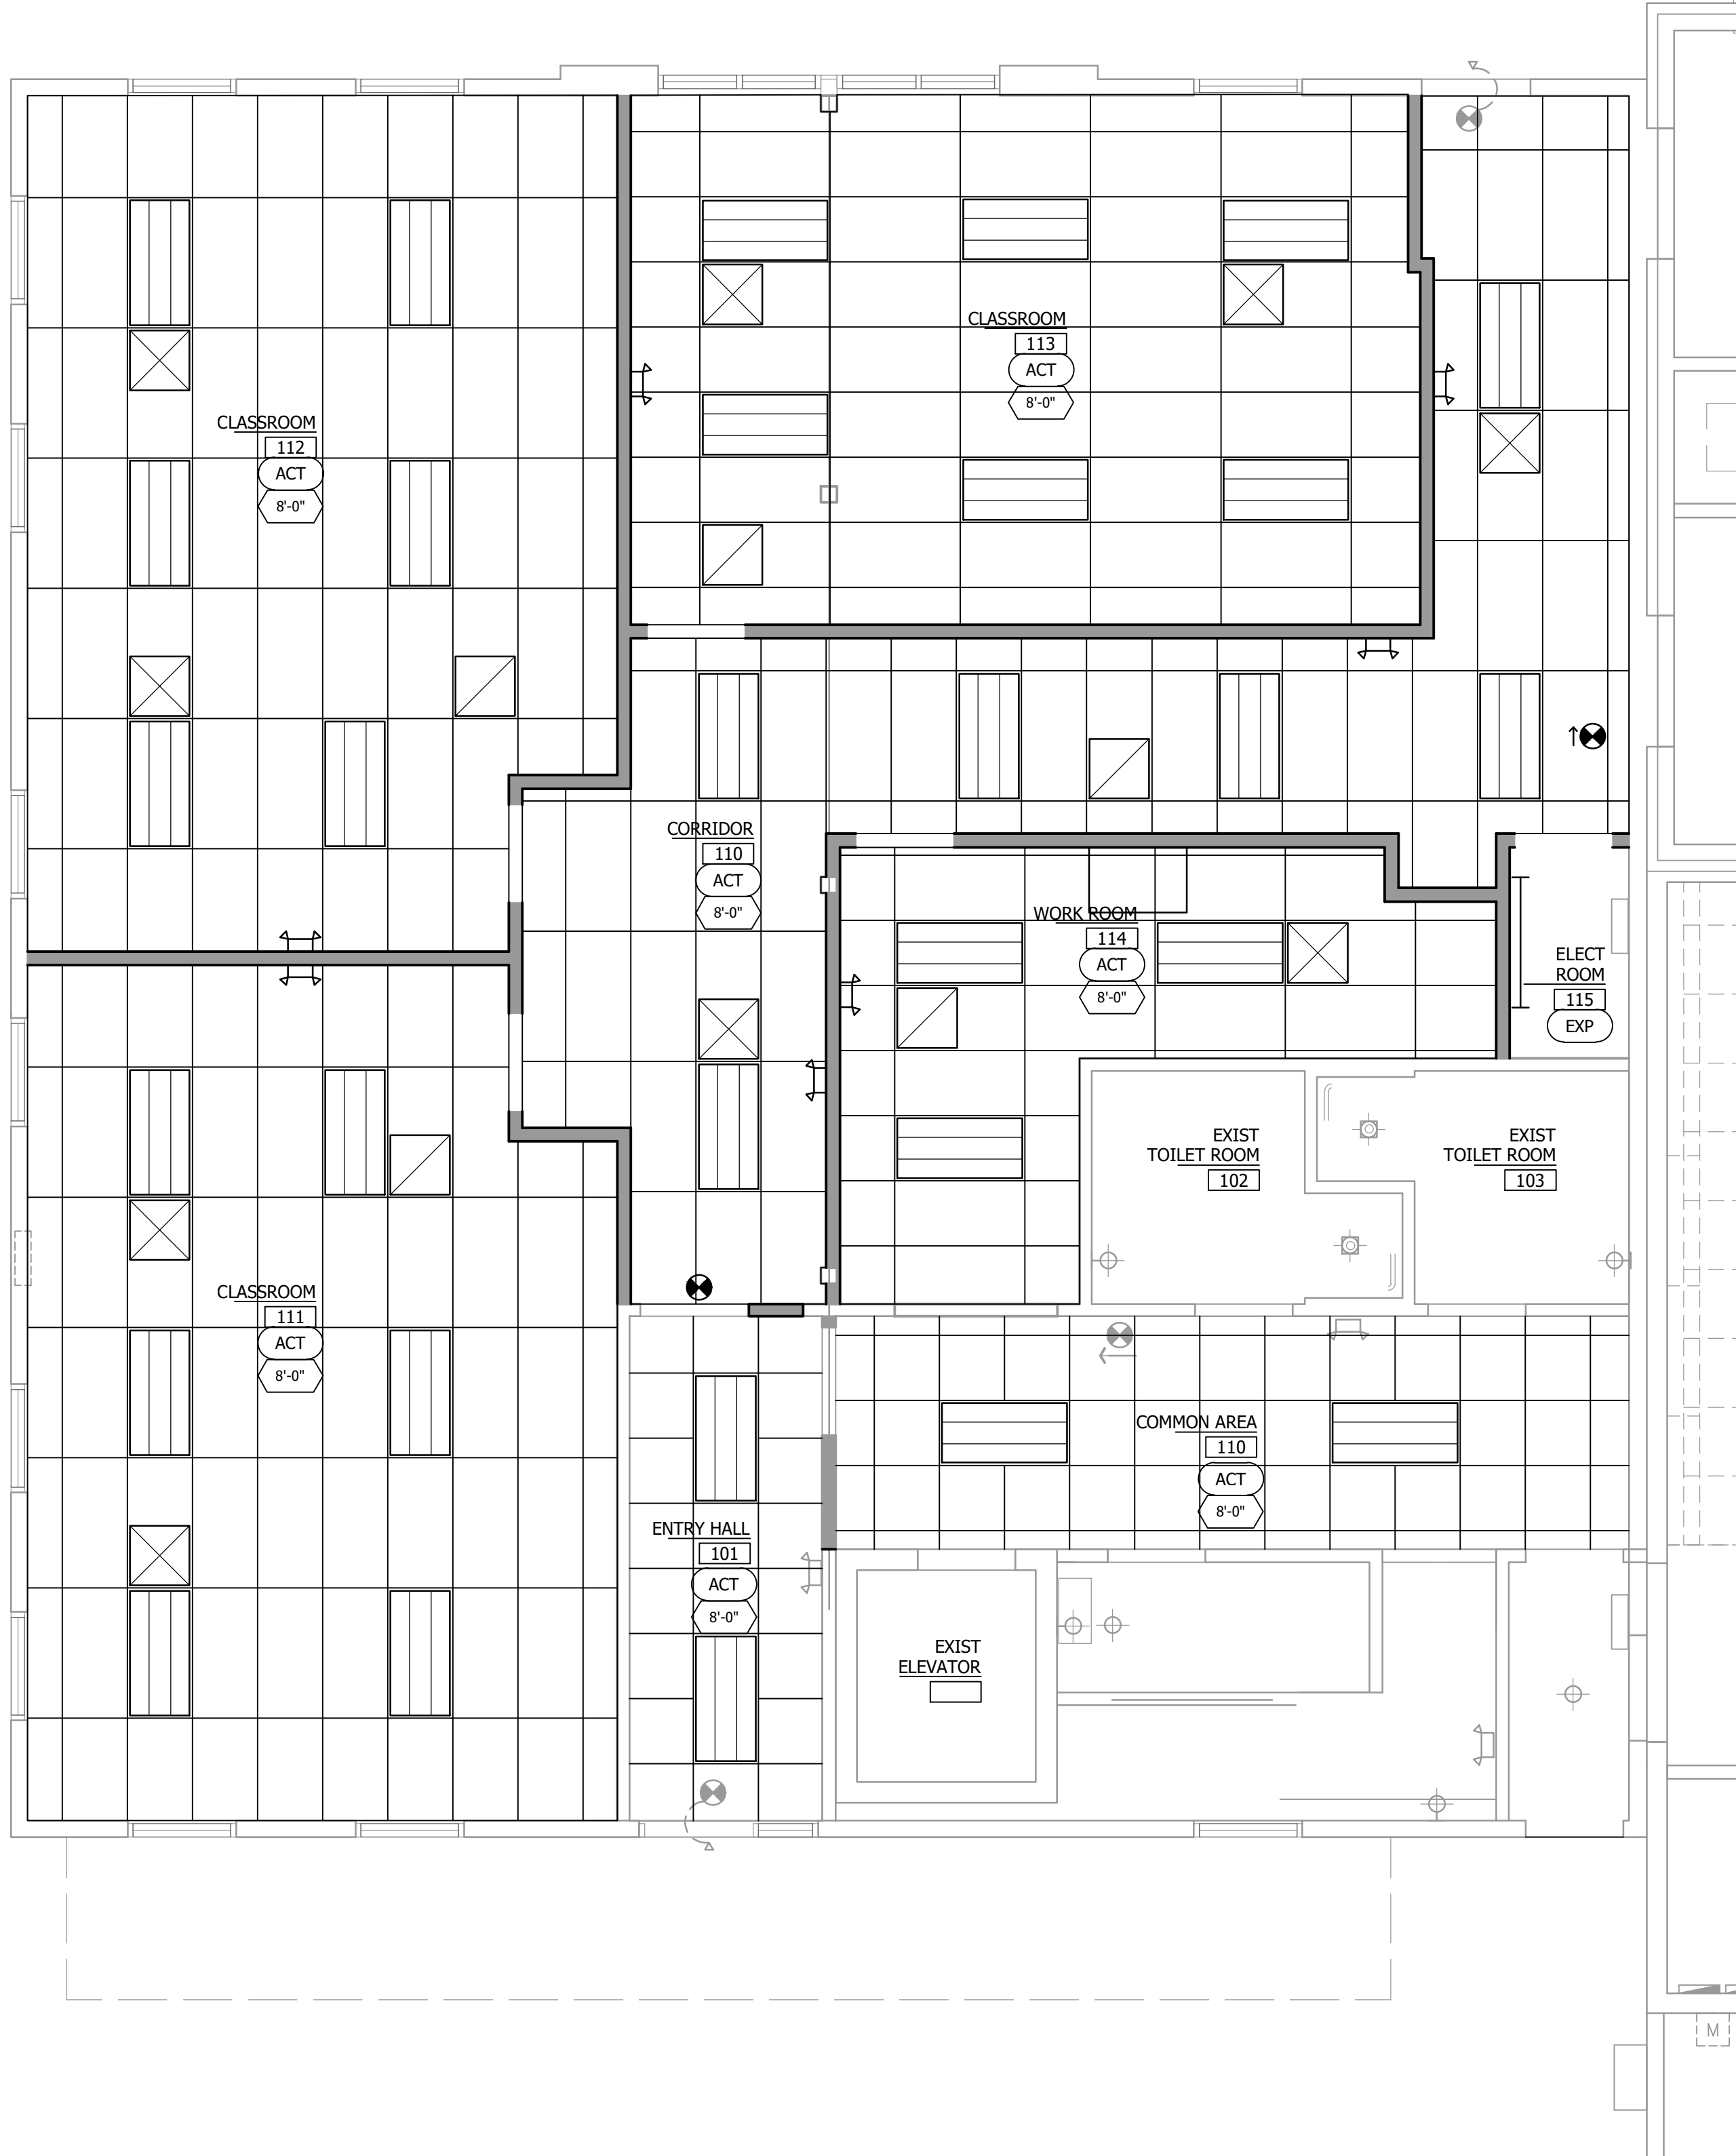 CLASSROOM
113
ACT
8'-0"
CLASSROOM
112
ACT
8'-0"
CORRIDOR
110
ACT
8'-0"
WORK ROOM
114
ACT
8'-0"
ELECT
ROOM
115
EXP
EXIST
TOILET ROOM
102
EXIST
TOILET ROOM
103
CLASSROOM
111
ACT
8'-0"
COMMON AREA
110
ACT
8'-0"
ENTRY HALL
101
ACT
8'-0"
EXIST
ELEVATOR
M